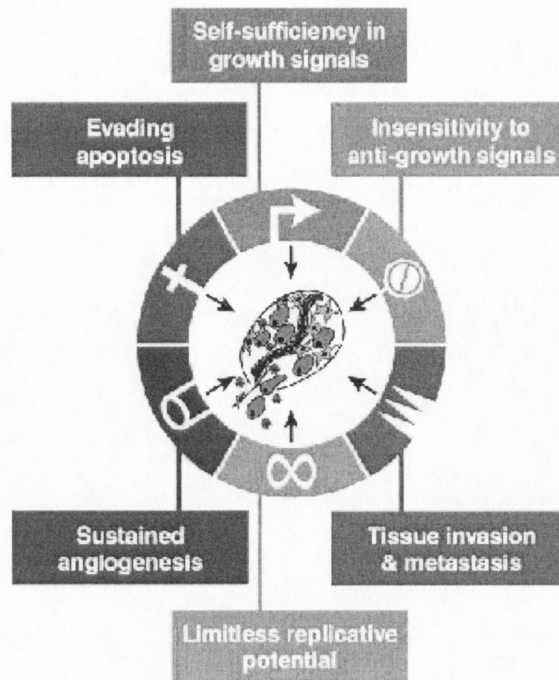 Self-sufficiency in
growth signals
Evading
apoptosis
Insensitivity to
anti-growth signals
Sustained
angiogenesis
Tissue invasion
& metastasis
Limitless replicative
potential